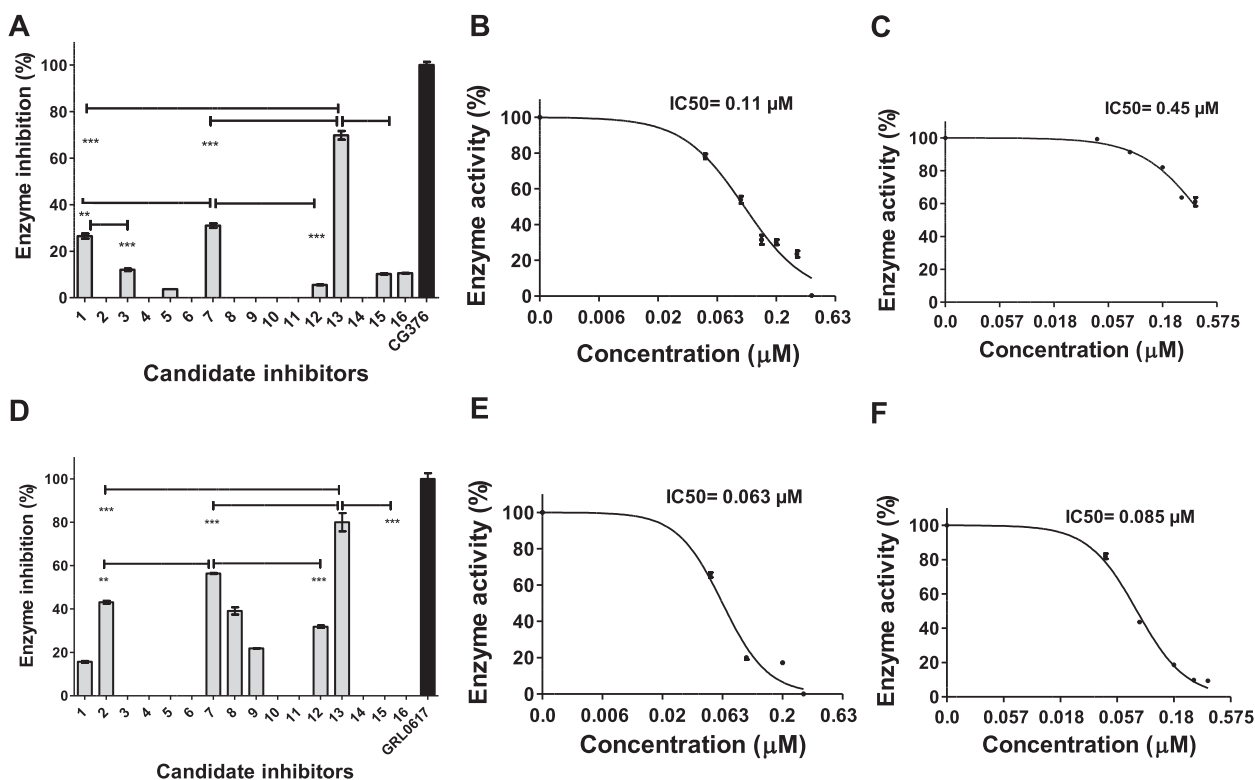 A
Enzyme inhibition (%)
100
80
60
40
20
0
***
***
**
***
***
1 2 3 4 5 6 7 8 9 10 11 12 13 14 15 16 CG376
Candidate inhibitors
B
IC50= 0.11 µM
Enzyme activity (%)
100
80
60
40
20
0
0.0 0.006 0.02 0.063 0.2 0.63
Concentration (µM)
C
IC50= 0.45 µM
Enzyme activity (%)
100
80
60
40
20
0
0.0 0.057 0.018 0.057 0.18 0.575
Concentration (µM)
D
Enzyme inhibition (%)
100
80
60
40
20
0
***
***
***
**
***
1 2 3 4 5 6 7 8 9 10 11 12 13 14 15 16 GRL0617
Candidate inhibitors
E
IC50= 0.063 µM
Enzyme activity (%)
100
80
60
40
20
0
0.0 0.006 0.02 0.063 0.2 0.63
Concentration (µM)
F
IC50= 0.085 µM
Enzyme activity (%)
100
80
60
40
20
0
0.0 0.057 0.018 0.057 0.18 0.575
Concentration (µM)